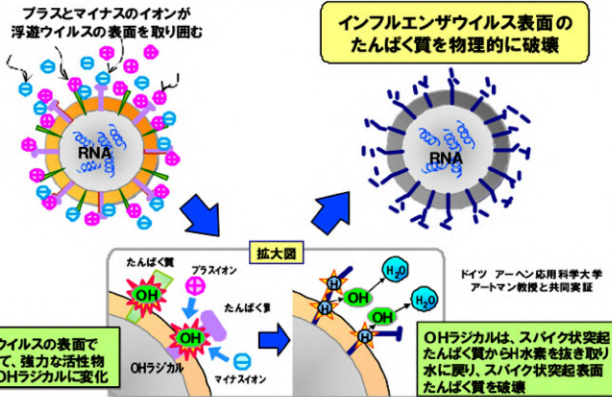 プラスとマイナスのイオンが
浮遊ウイルスの表面を取り囲む
インフルエンザウイルス表面の
たんぱく質を物理的に破壊
RNA
RNA
拡大図
たんぱく質
プラスイオン
OH
たんぱく質
OH
OHラジカル
マイナスイオン
H
H
H
OH
OH
H₂O
H₂O
ドイツ アーヘン応用科学大学
アートマン教授と共同実証
ウイルスの表面で
て、強力な活性物
OHラジカルに変化
OHラジカルは、スパイク状突起
たんぱく質からH水素を抜き取り
水に戻り、スパイク状突起表面
たんぱく質を破壊